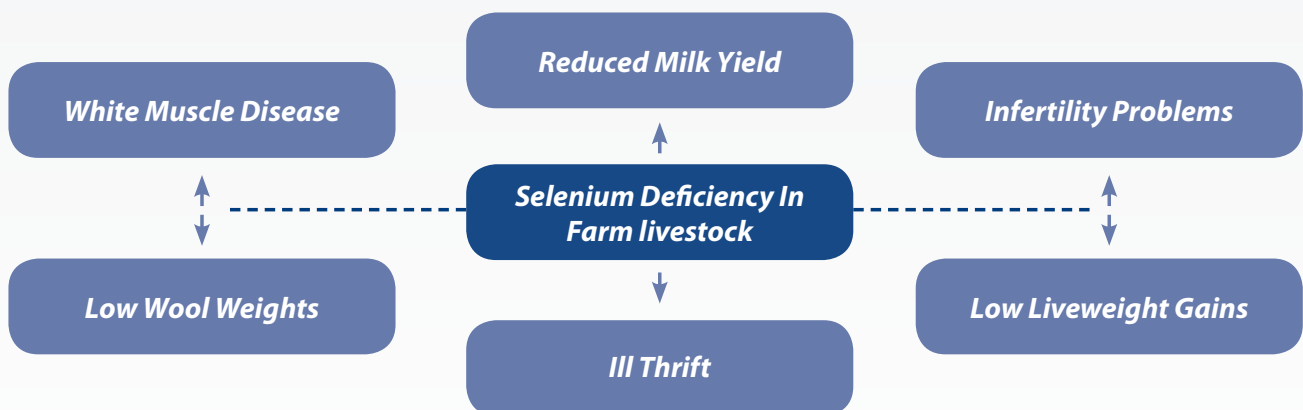 Reduced Milk Yield
White Muscle Disease
Infertility Problems
Selenium Deficiency In
Farm livestock
Low Wool Weights
Low Liveweight Gains
Ill Thrift